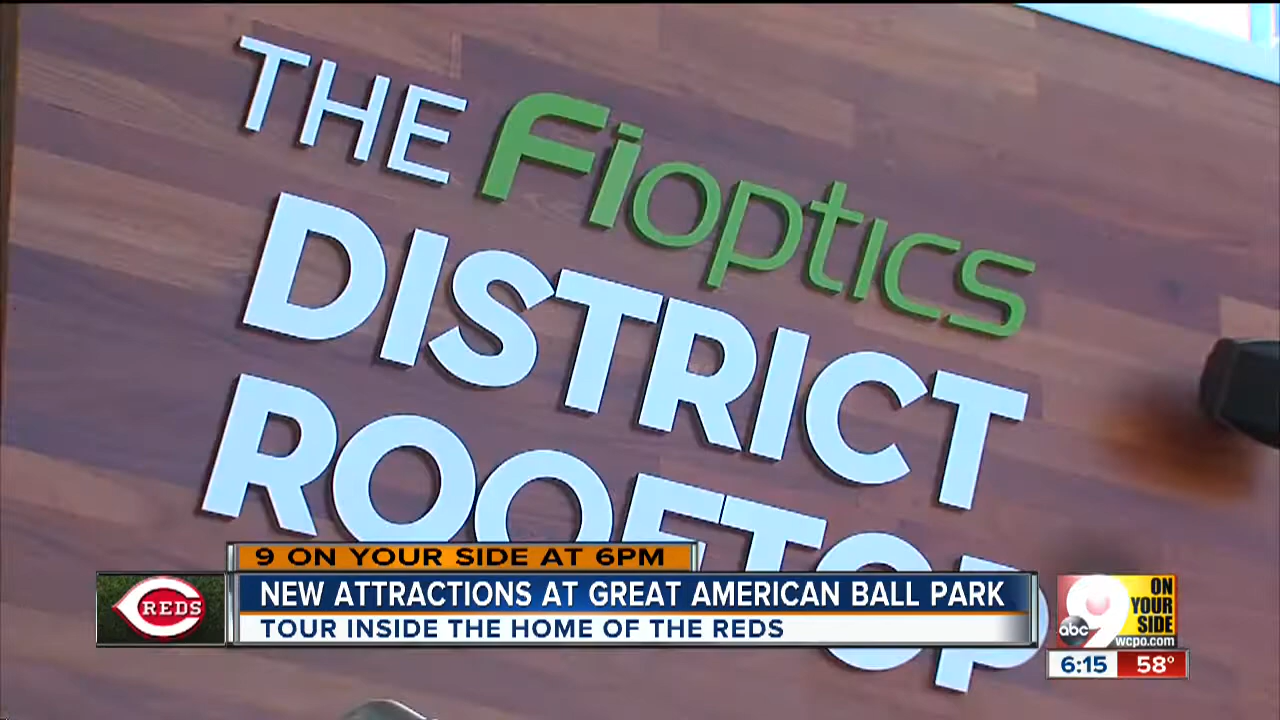 THE Fioptics
DISTRICT
ROOFTOP
9 ON YOUR SIDE AT 6PM
NEW ATTRACTIONS AT GREAT AMERICAN BALL PARK
TOUR INSIDE THE HOME OF THE REDS
REDS
abc 9 ON YOUR SIDE
wcpo.com
6:15 58°